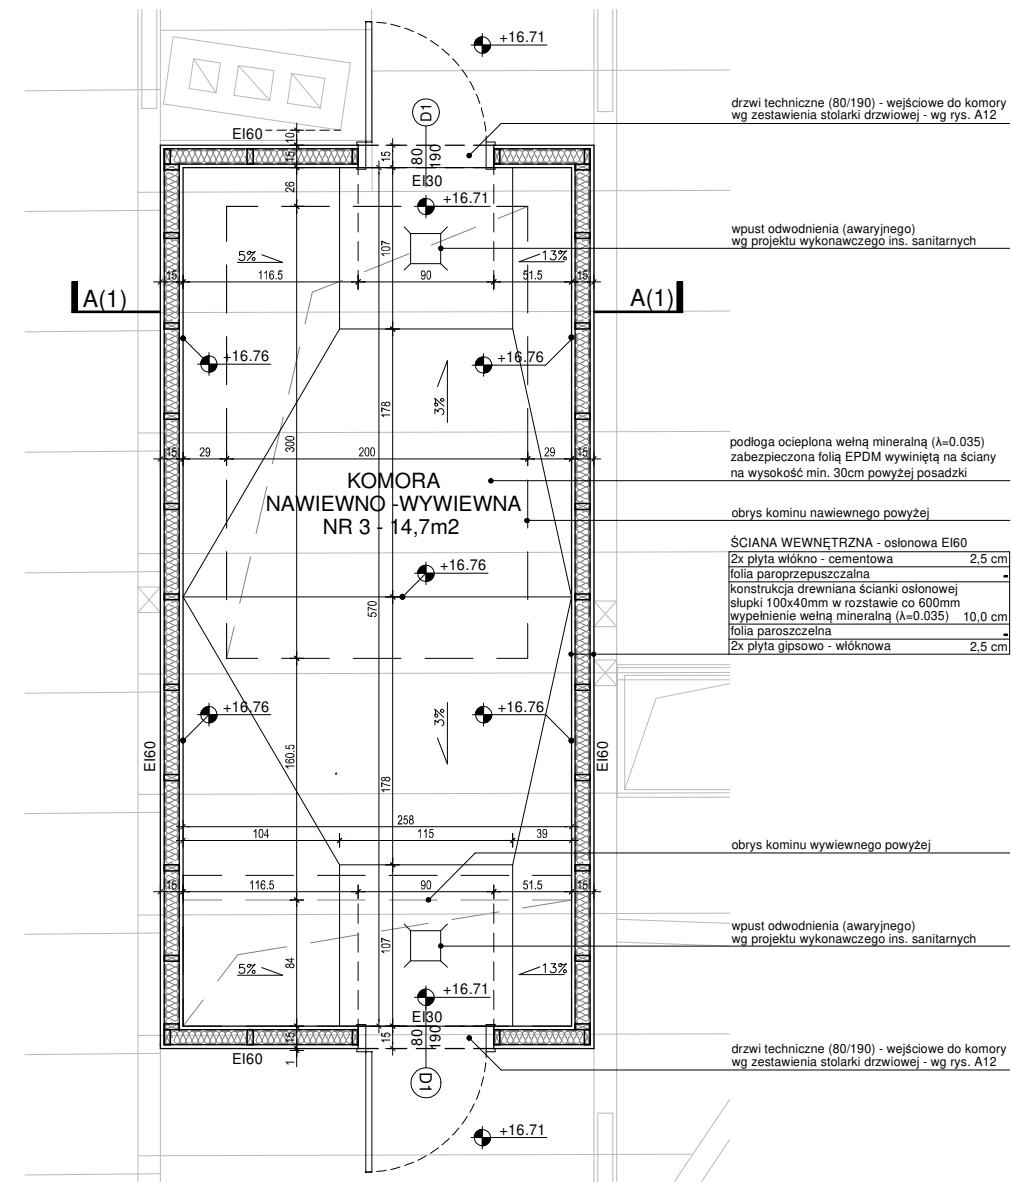 +16.71
D1
drzwi techniczne (80/190) - wejściowe do komory
wg zestawienia stolarki drzwiowej - wg rys. A12
EI60
10
15
15
80
190
EI30
26
+16.71
107
wpust odwodnienia (awaryjnego)
wg projektu wykonawczego ins. sanitarnych
5%
13%
15
116.5
90
51.5
15
A(1)
A(1)
+16.76
+16.76
3%
178
300
15
29
200
29
15
podłoga ocieplona wełną mineralną (λ=0.035)
zabezpieczona folią EPDM wywiniętą na ściany
na wysokość min. 30cm powyżej posadzki
KOMORA
NAWIEWNO -WYWIEWNA
NR 3 - 14,7m2
obrys kominu nawiewnego powyżej
ŚCIANA WEWNĘTRZNA - osłonowa EI60
2x płyta włókno - cementowa 2,5 cm
folia paroprzepuszczalna -
konstrukcja drewniana ścianki osłonowej
słupki 100x40mm w rozstawie co 600mm
wypełnienie wełną mineralną (λ=0.035) 10,0 cm
folia paroszczelna -
2x płyta gipsowo - włóknowa 2,5 cm
+16.76
570
+16.76
+16.76
3%
EI60
EI60
160.5
178
258
104
115
39
obrys kominu wywiewnego powyżej
15
116.5
90
51.5
15
wpust odwodnienia (awaryjnego)
wg projektu wykonawczego ins. sanitarnych
107
84
5%
13%
+16.71
EI30
15
15
80
190
EI60
1
drzwi techniczne (80/190) - wejściowe do komory
wg zestawienia stolarki drzwiowej - wg rys. A12
D1
+16.71